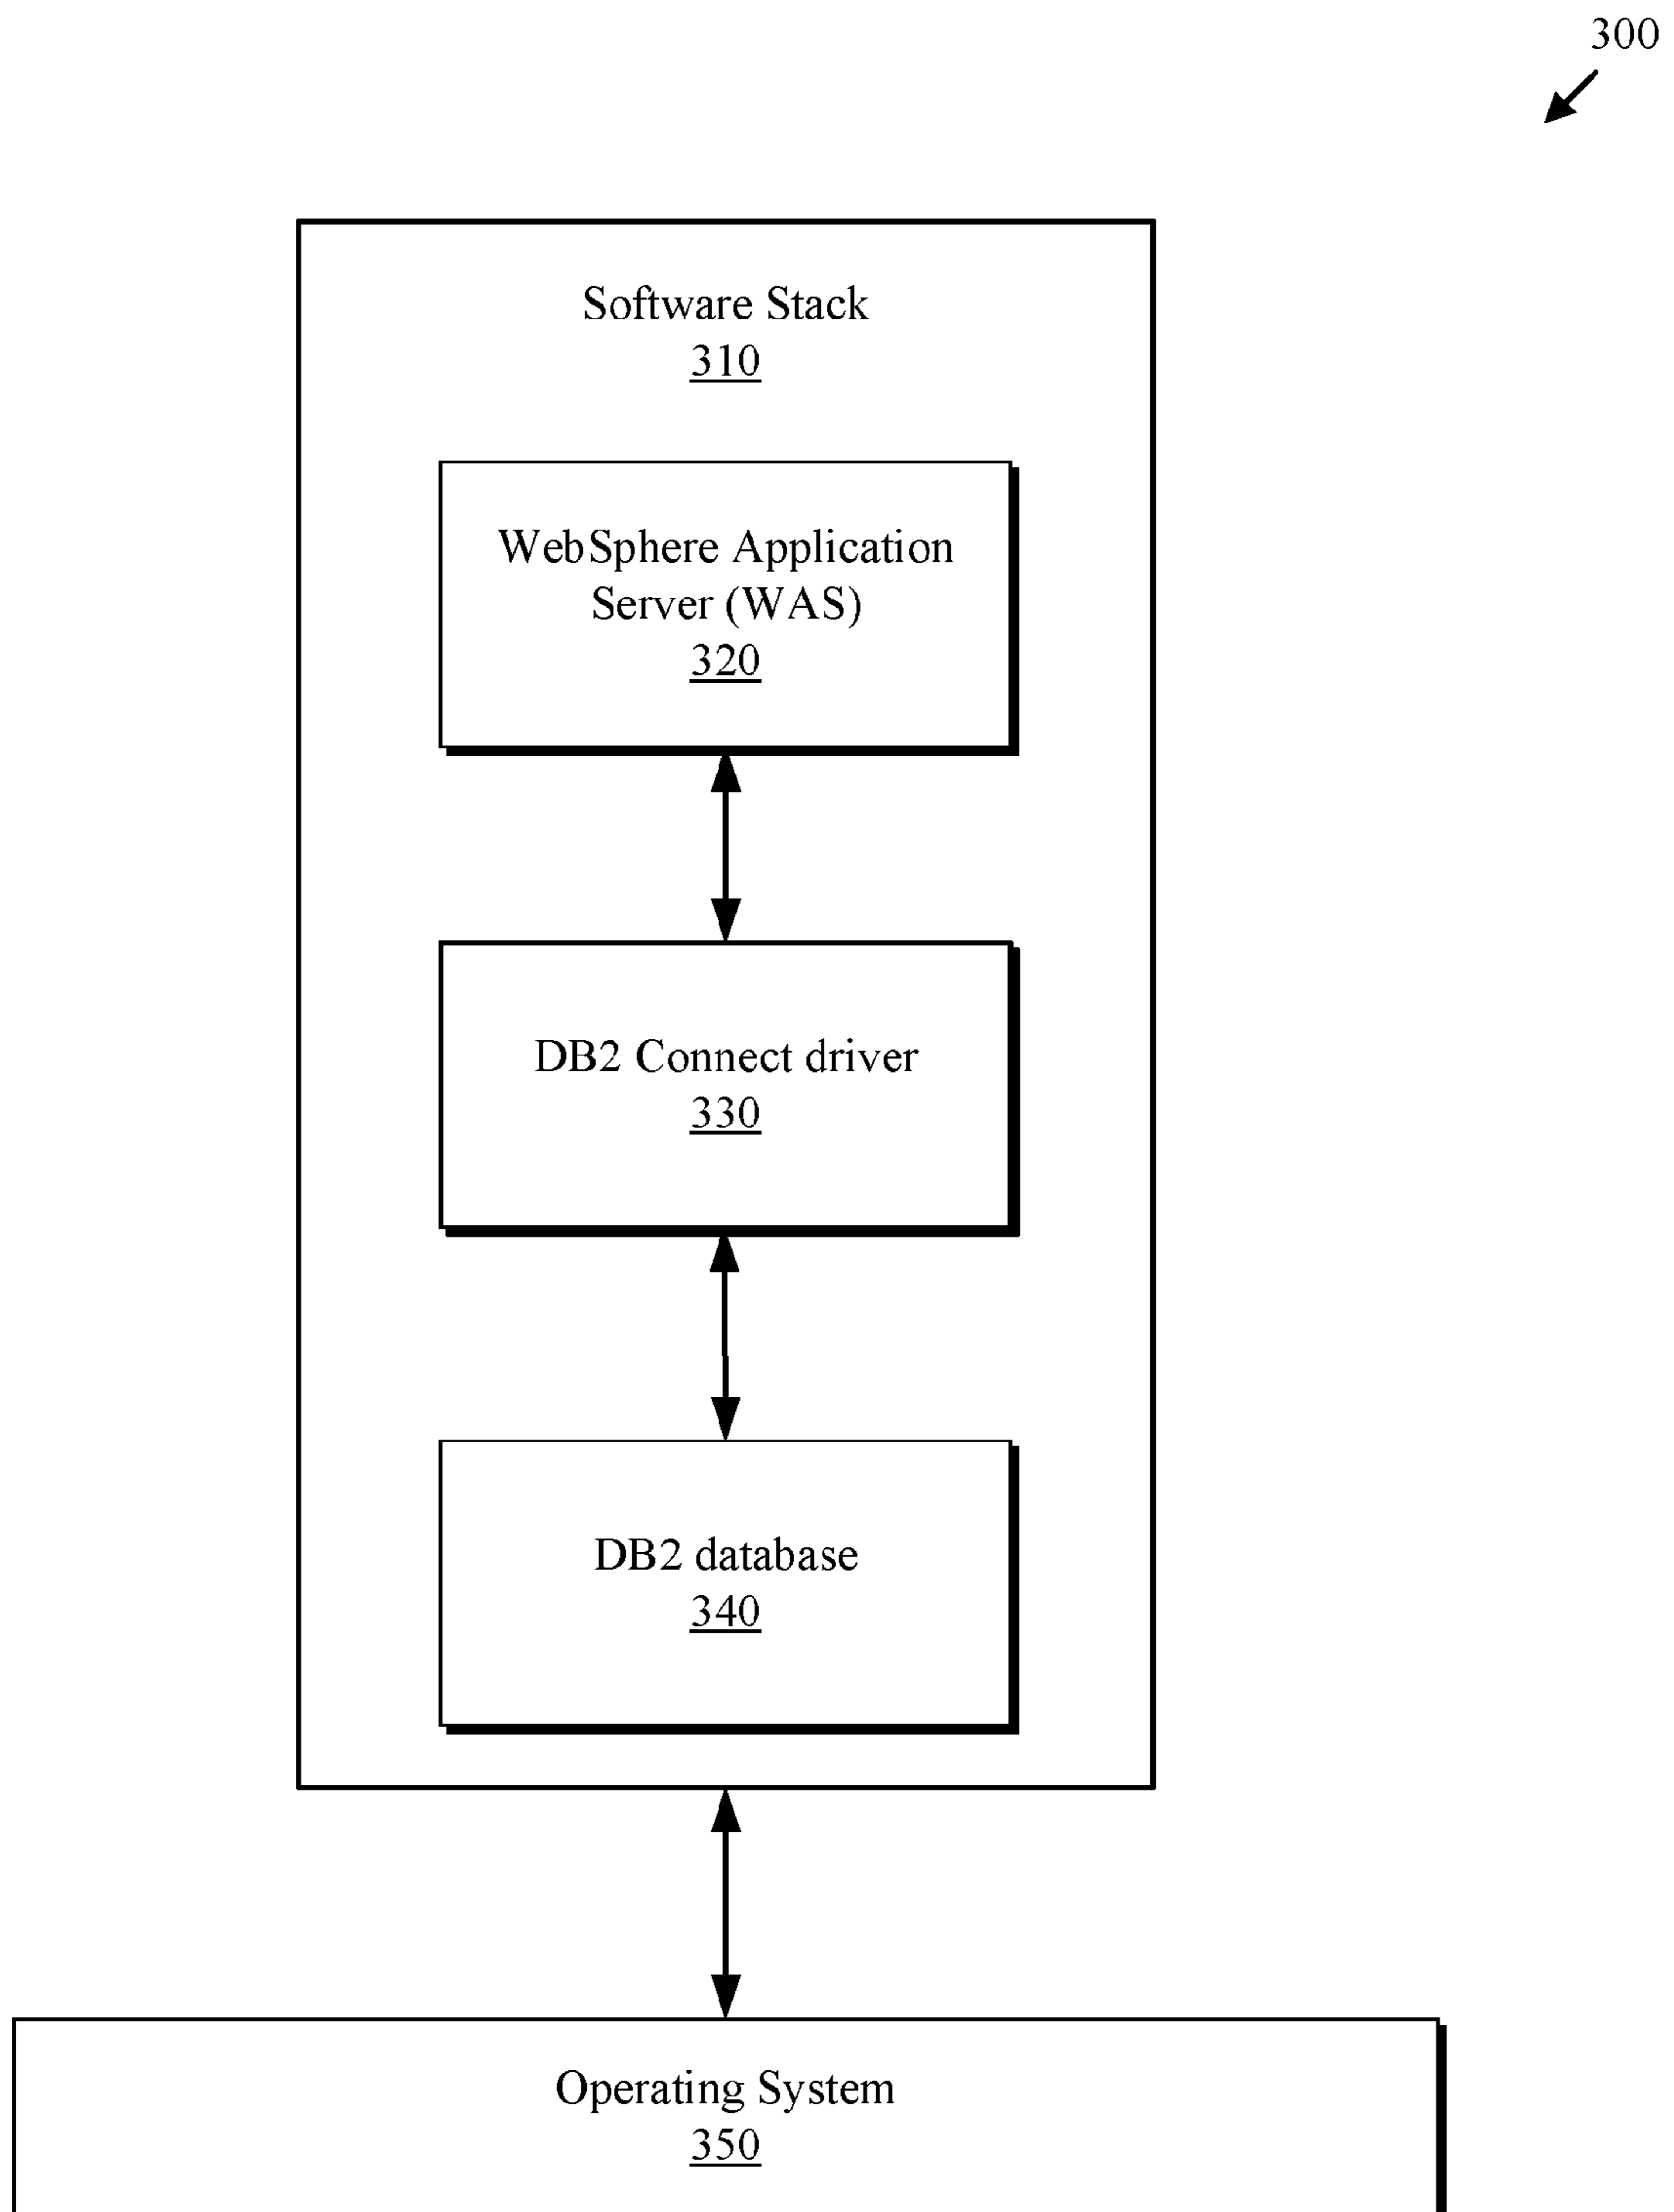 300
Software Stack
310
WebSphere Application
Server (WAS)
320
DB2 Connect driver
330
DB2 database
340
Operating System
350